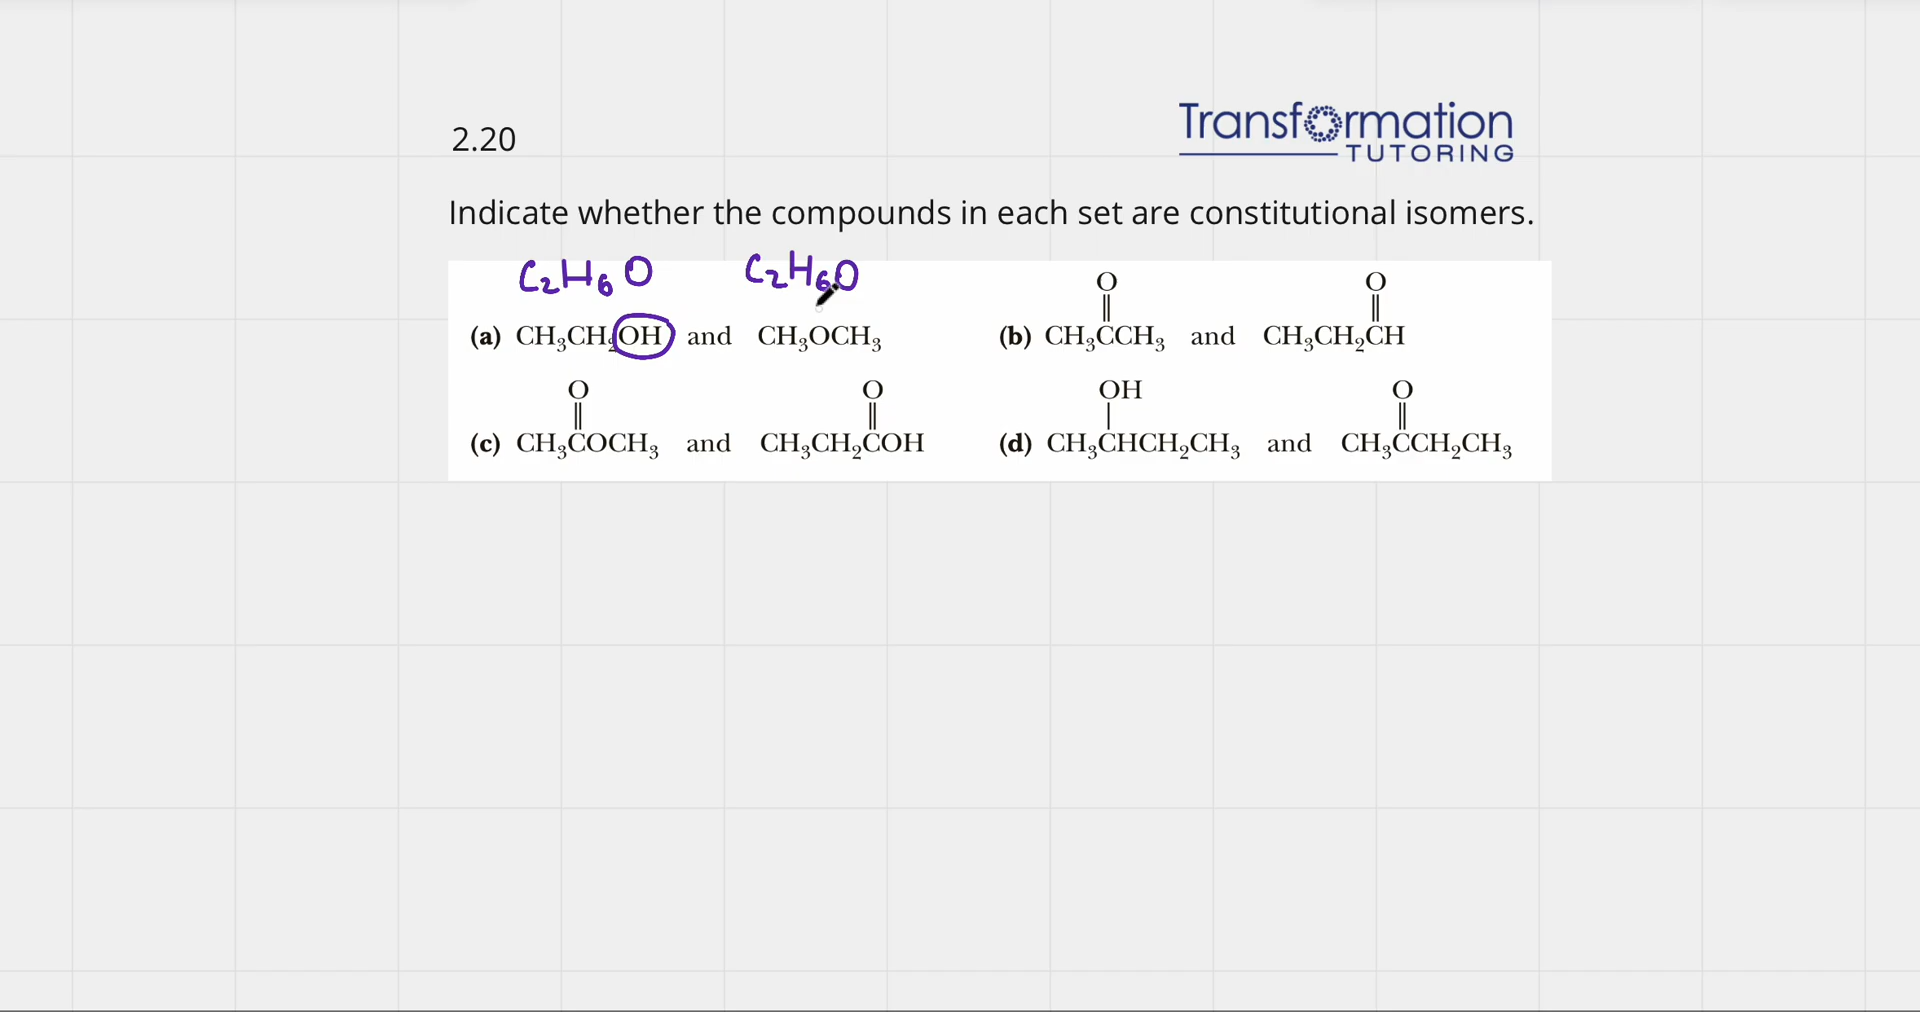 Transformation
TUTORING
2.20
Indicate whether the compounds in each set are constitutional isomers.
C₂H₆O C₂H₆O
O O
(a) CH₃CH₂OH and CH₃OCH₃ (b) CH₃CCH₃ and CH₃CH₂CH
O O OH O
(c) CH₃COCH₃ and CH₃CH₂COH (d) CH₃CHCH₂CH₃ and CH₃CCH₂CH₃